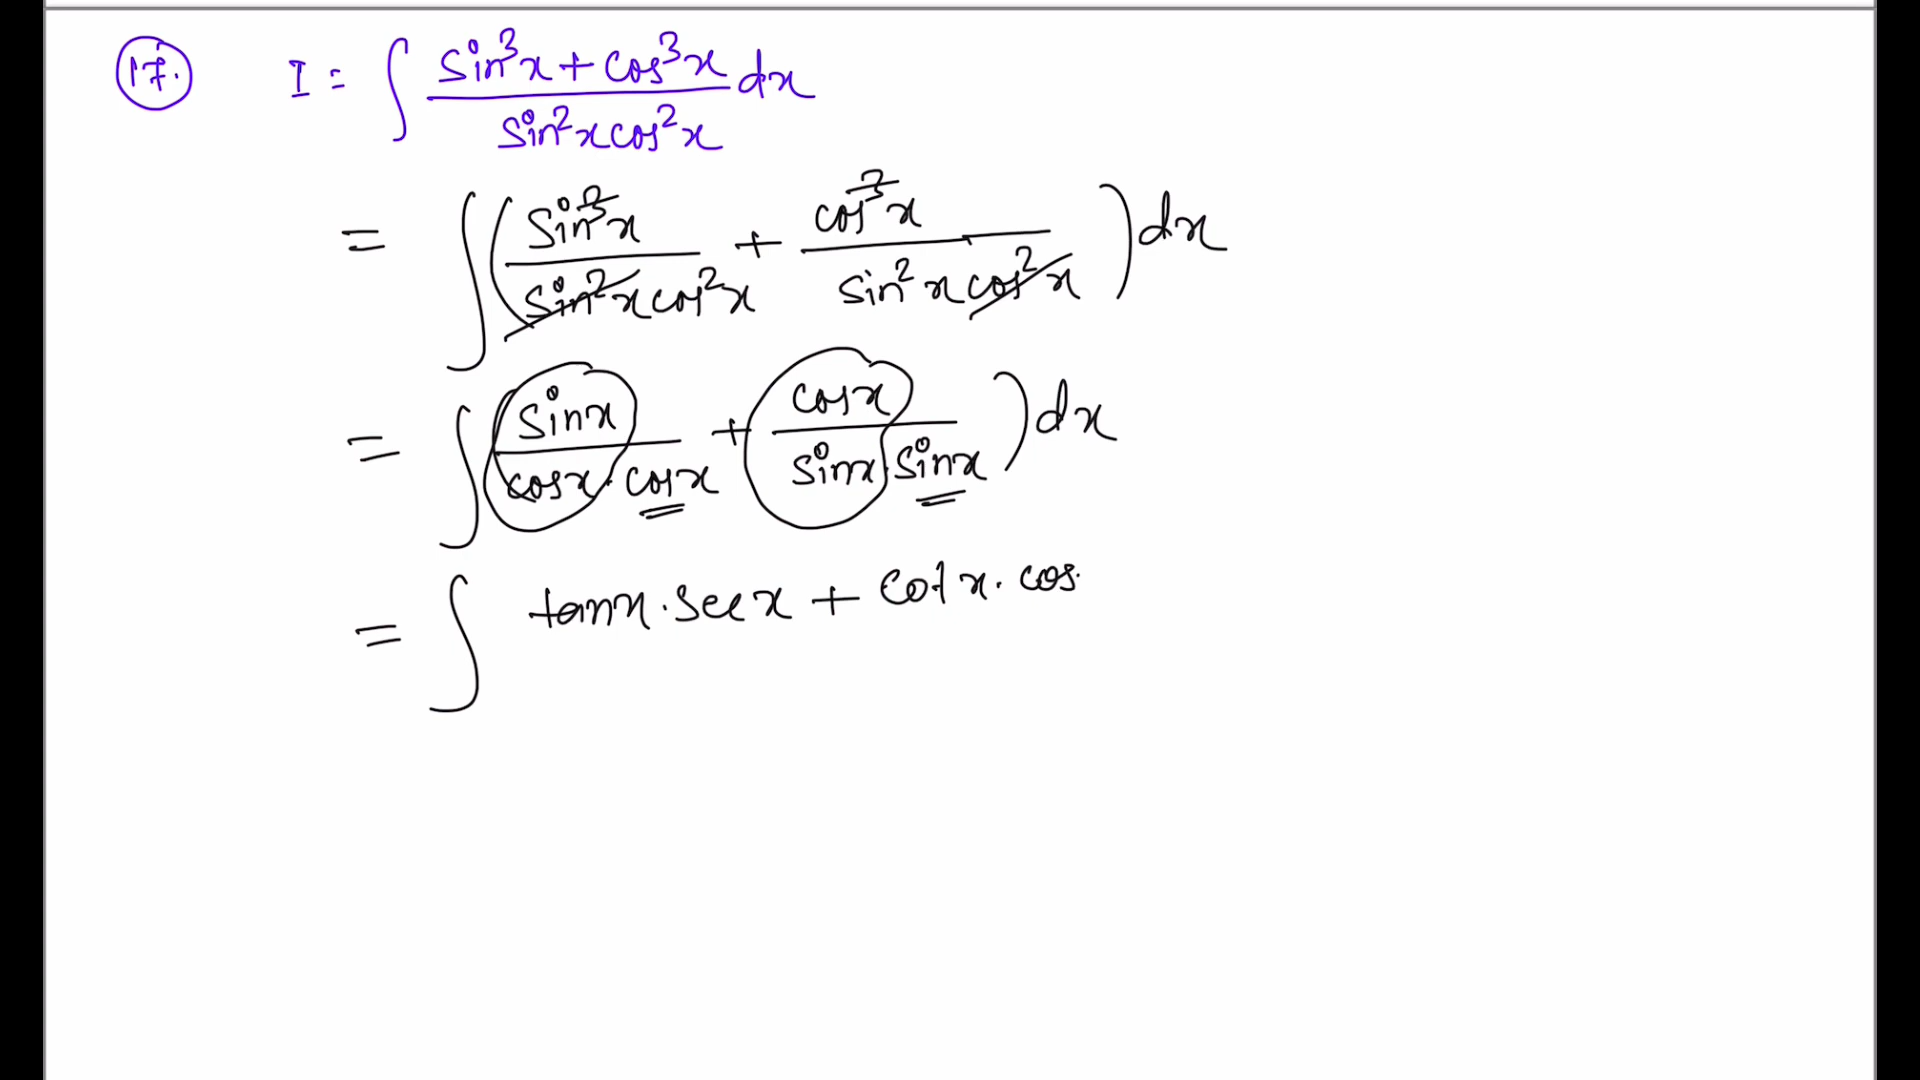 17. I = ∫ (sin³x + cos³x)/(sin²x cos²x) dx
= ∫ ( sin³x/(sin²x cos²x) + cos³x/(sin²x cos²x) ) dx
= ∫ ( sinx/(cosx · cosx) + cosx/(sinx · sinx) ) dx
= ∫ tanx · secx + cotx · cos